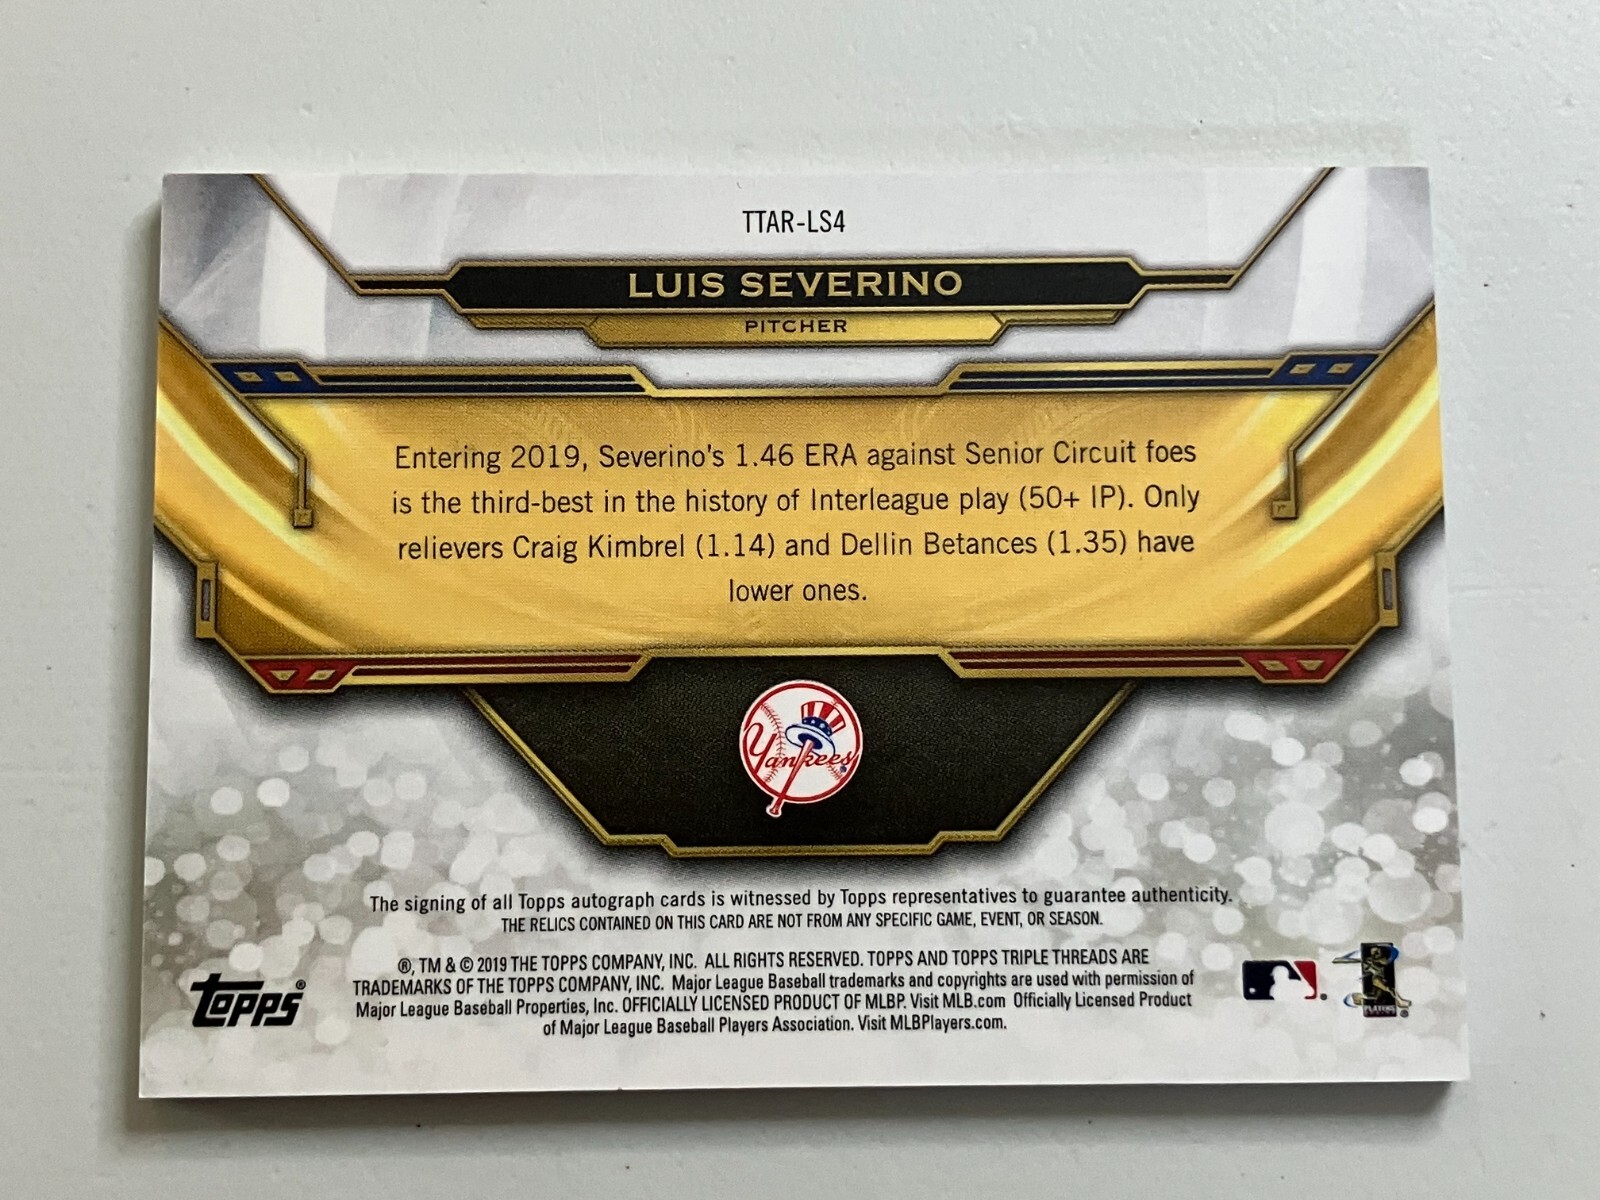 TTAR-LS4
LUIS SEVERINO
PITCHER
Entering 2019, Severino's 1.46 ERA against Senior Circuit foes
is the third-best in the history of Interleague play (50+ IP). Only
relievers Craig Kimbrel (1.14) and Dellin Betances (1.35) have
lower ones.
Yankees
The signing of all Topps autograph cards is witnessed by Topps representatives to guarantee authenticity.
THE RELICS CONTAINED ON THIS CARD ARE NOT FROM ANY SPECIFIC GAME, EVENT, OR SEASON.
®, TM & © 2019 THE TOPPS COMPANY, INC. ALL RIGHTS RESERVED. TOPPS AND TOPPS TRIPLE THREADS ARE
TRADEMARKS OF THE TOPPS COMPANY, INC. Major League Baseball trademarks and copyrights are used with permission of
Major League Baseball Properties, Inc. OFFICIALLY LICENSED PRODUCT OF MLBP. Visit MLB.com Officially Licensed Product
of Major League Baseball Players Association. Visit MLBPlayers.com.
Topps®
PLAYERS